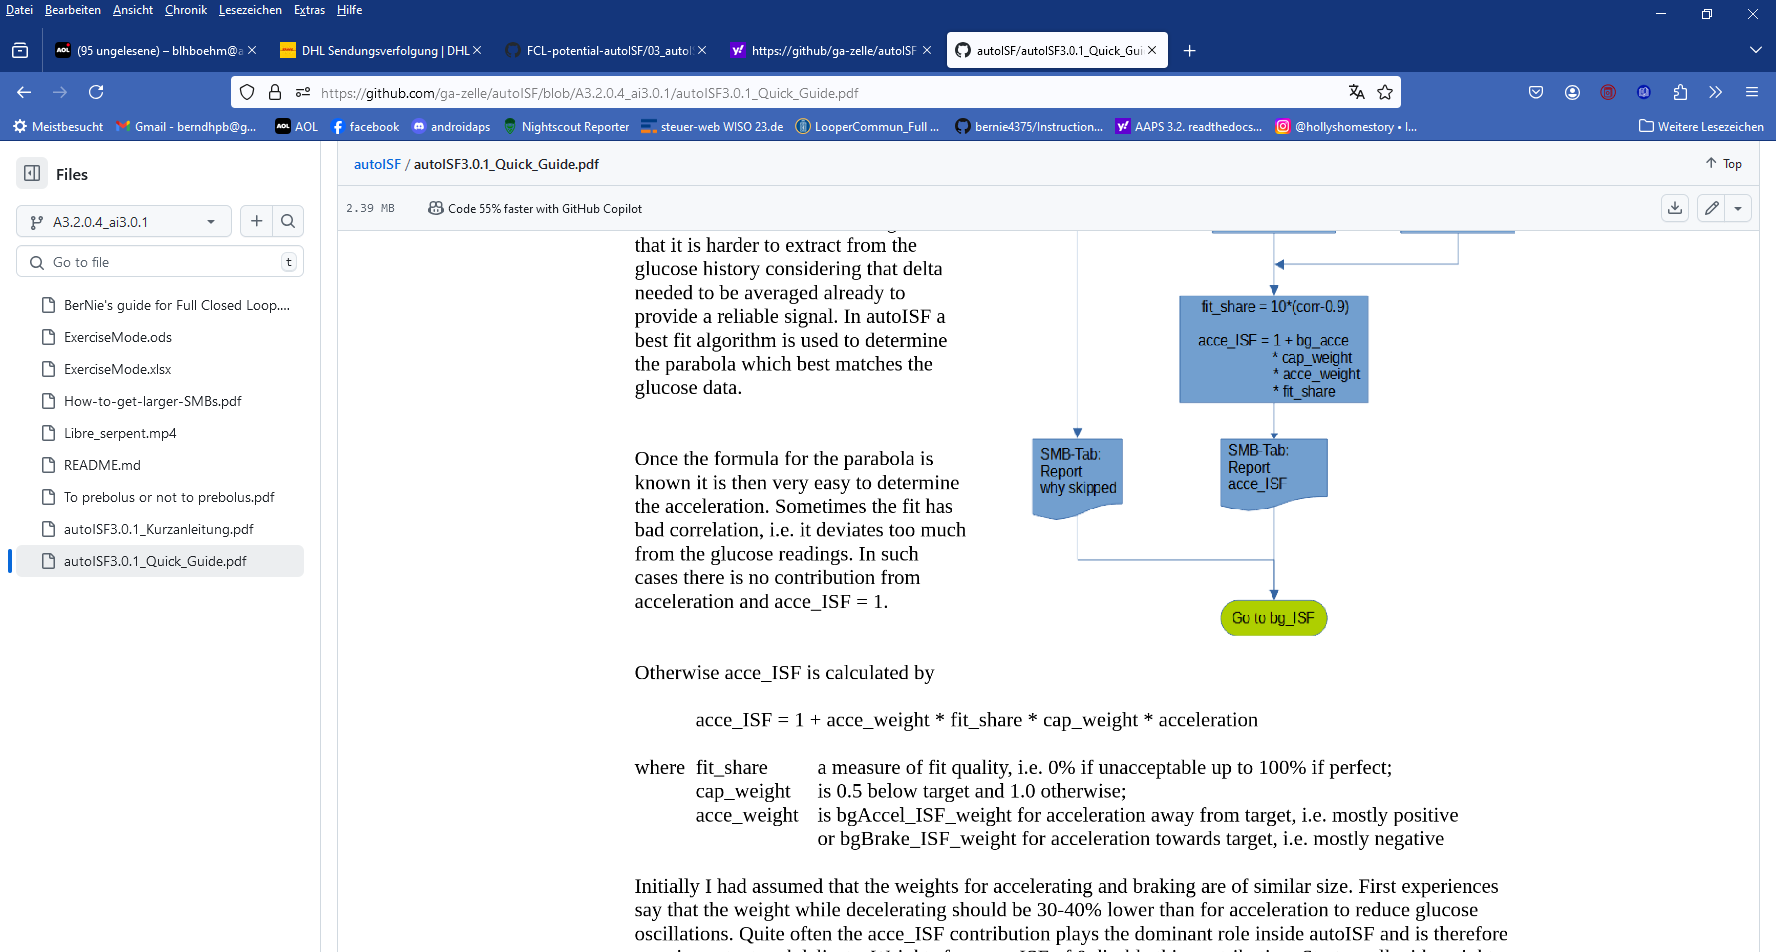 Datei Bearbeiten Ansicht Chronik Lesezeichen Extras Hilfe
(95 ungelesene) – blhboehm@a
DHL Sendungsverfolgung | DHL
FCL-potential-autoISF/03_autoIS
https://github/ga-zelle/autoISF
autoISF/autoISF3.0.1_Quick_Gui
https://github.com/ga-zelle/autoISF/blob/A3.2.0.4_ai3.0.1/autoISF3.0.1_Quick_Guide.pdf
Meistbesucht
Gmail - berndhpb@g...
AOL
facebook
androidaps
Nightscout Reporter
steuer-web WISO 23.de
LooperCommun_Full ...
bernie4375/Instruction...
AAPS 3.2. readthedocs...
@hollyshomestory • I...
Weitere Lesezeichen
Files
A3.2.0.4_ai3.0.1
Go to file
t
BerNie's guide for Full Closed Loop....
ExerciseMode.ods
ExerciseMode.xlsx
How-to-get-larger-SMBs.pdf
Libre_serpent.mp4
README.md
To prebolus or not to prebolus.pdf
autoISF3.0.1_Kurzanleitung.pdf
autoISF3.0.1_Quick_Guide.pdf
autoISF / autoISF3.0.1_Quick_Guide.pdf
Top
2.39 MB
Code 55% faster with GitHub Copilot
that it is harder to extract from the
glucose history considering that delta
needed to be averaged already to
provide a reliable signal. In autoISF a
best fit algorithm is used to determine
the parabola which best matches the
glucose data.
Once the formula for the parabola is
known it is then very easy to determine
the acceleration. Sometimes the fit has
bad correlation, i.e. it deviates too much
from the glucose readings. In such
cases there is no contribution from
acceleration and acce_ISF = 1.
fit_share = 10*(corr-0.9)
acce_ISF = 1 + bg_acce
* cap_weight
* acce_weight
* fit_share
SMB-Tab:
Report
why skipped
SMB-Tab:
Report
acce_ISF
Go to bg_ISF
Otherwise acce_ISF is calculated by
acce_ISF = 1 + acce_weight * fit_share * cap_weight * acceleration
where fit_share a measure of fit quality, i.e. 0% if unacceptable up to 100% if perfect;
cap_weight is 0.5 below target and 1.0 otherwise;
acce_weight is bgAccel_ISF_weight for acceleration away from target, i.e. mostly positive
or bgBrake_ISF_weight for acceleration towards target, i.e. mostly negative
Initially I had assumed that the weights for accelerating and braking are of similar size. First experiences
say that the weight while decelerating should be 30-40% lower than for acceleration to reduce glucose
oscillations. Quite often the acce_ISF contribution plays the dominant role inside autoISF and is therefore